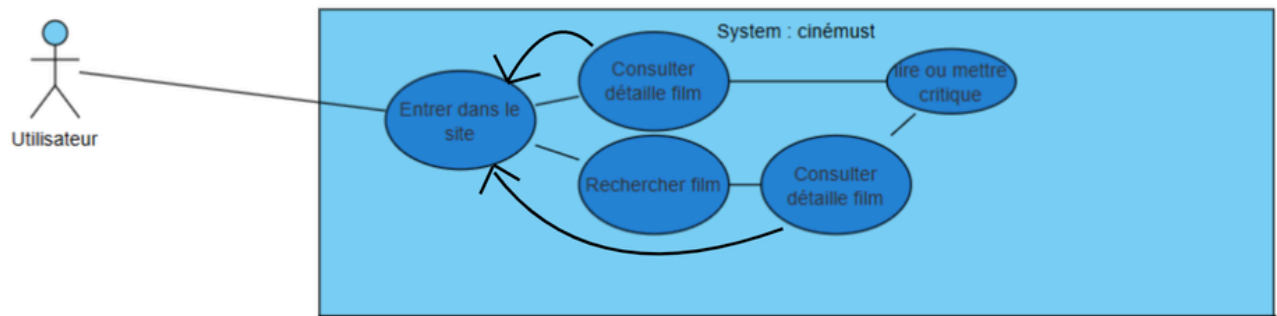 System : cinémust
Utilisateur
Entrer dans le
site
Consulter
détaille film
lire ou mettre
critique
Rechercher film
Consulter
détaille film